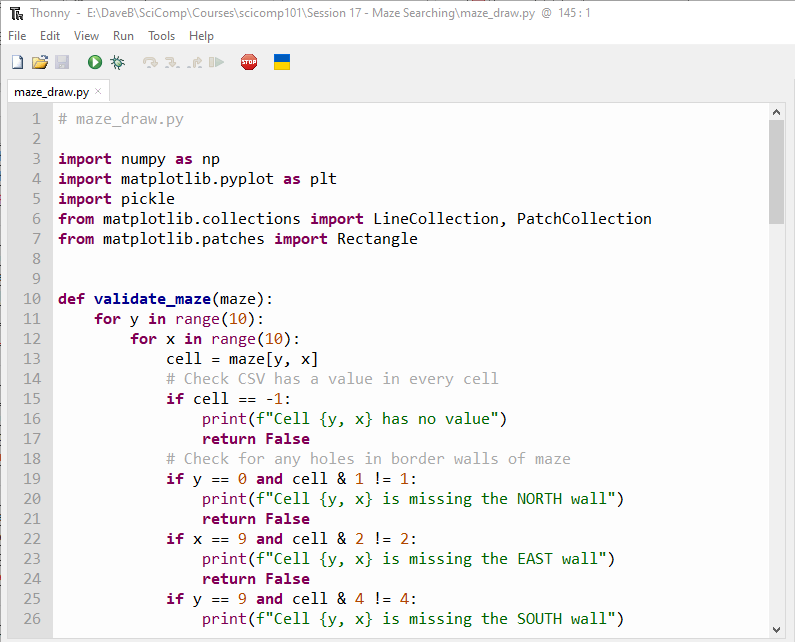 Thonny - E:\DaveB\SciComp\Courses\scicomp101\Session 17 - Maze Searching\maze_draw.py @ 145 : 1
File Edit View Run Tools Help
STOP
maze_draw.py ×
1 # maze_draw.py
2
3 import numpy as np
4 import matplotlib.pyplot as plt
5 import pickle
6 from matplotlib.collections import LineCollection, PatchCollection
7 from matplotlib.patches import Rectangle
8
9
10 def validate_maze(maze):
11     for y in range(10):
12         for x in range(10):
13             cell = maze[y, x]
14             # Check CSV has a value in every cell
15             if cell == -1:
16                 print(f"Cell {y, x} has no value")
17                 return False
18             # Check for any holes in border walls of maze
19             if y == 0 and cell & 1 != 1:
20                 print(f"Cell {y, x} is missing the NORTH wall")
21                 return False
22             if x == 9 and cell & 2 != 2:
23                 print(f"Cell {y, x} is missing the EAST wall")
24                 return False
25             if y == 9 and cell & 4 != 4:
26                 print(f"Cell {y, x} is missing the SOUTH wall")